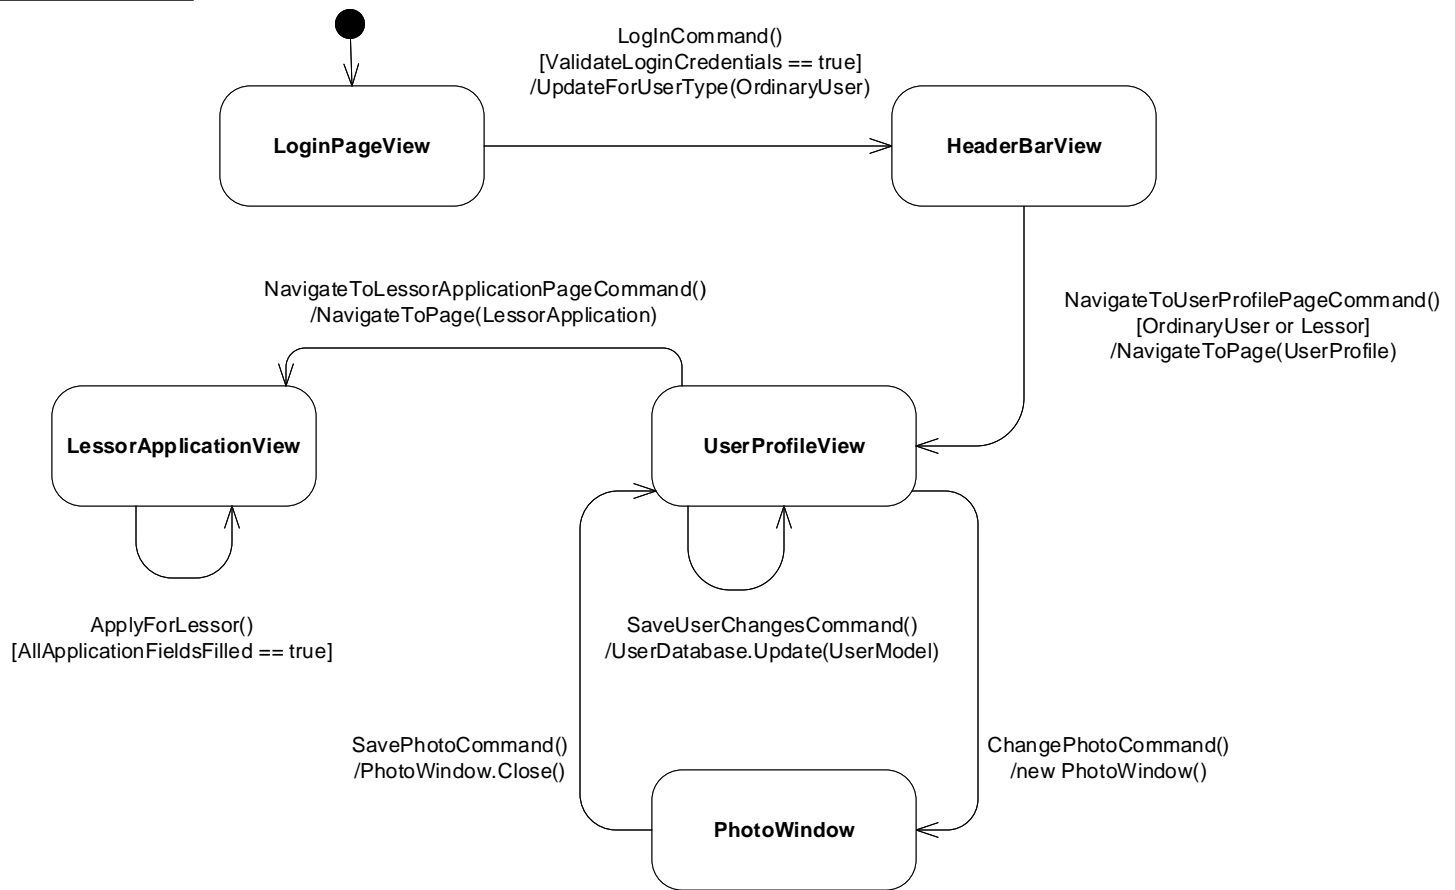 LogInCommand()
[ValidateLoginCredentials == true]
/UpdateForUserType(OrdinaryUser)
LoginPageView
HeaderBarView
NavigateToLessorApplicationPageCommand()
/NavigateToPage(LessorApplication)
NavigateToUserProfilePageCommand()
[OrdinaryUser or Lessor]
/NavigateToPage(UserProfile)
LessorApplicationView
UserProfileView
ApplyForLessor()
[AllApplicationFieldsFilled == true]
SaveUserChangesCommand()
/UserDatabase.Update(UserModel)
SavePhotoCommand()
/PhotoWindow.Close()
ChangePhotoCommand()
/new PhotoWindow()
PhotoWindow